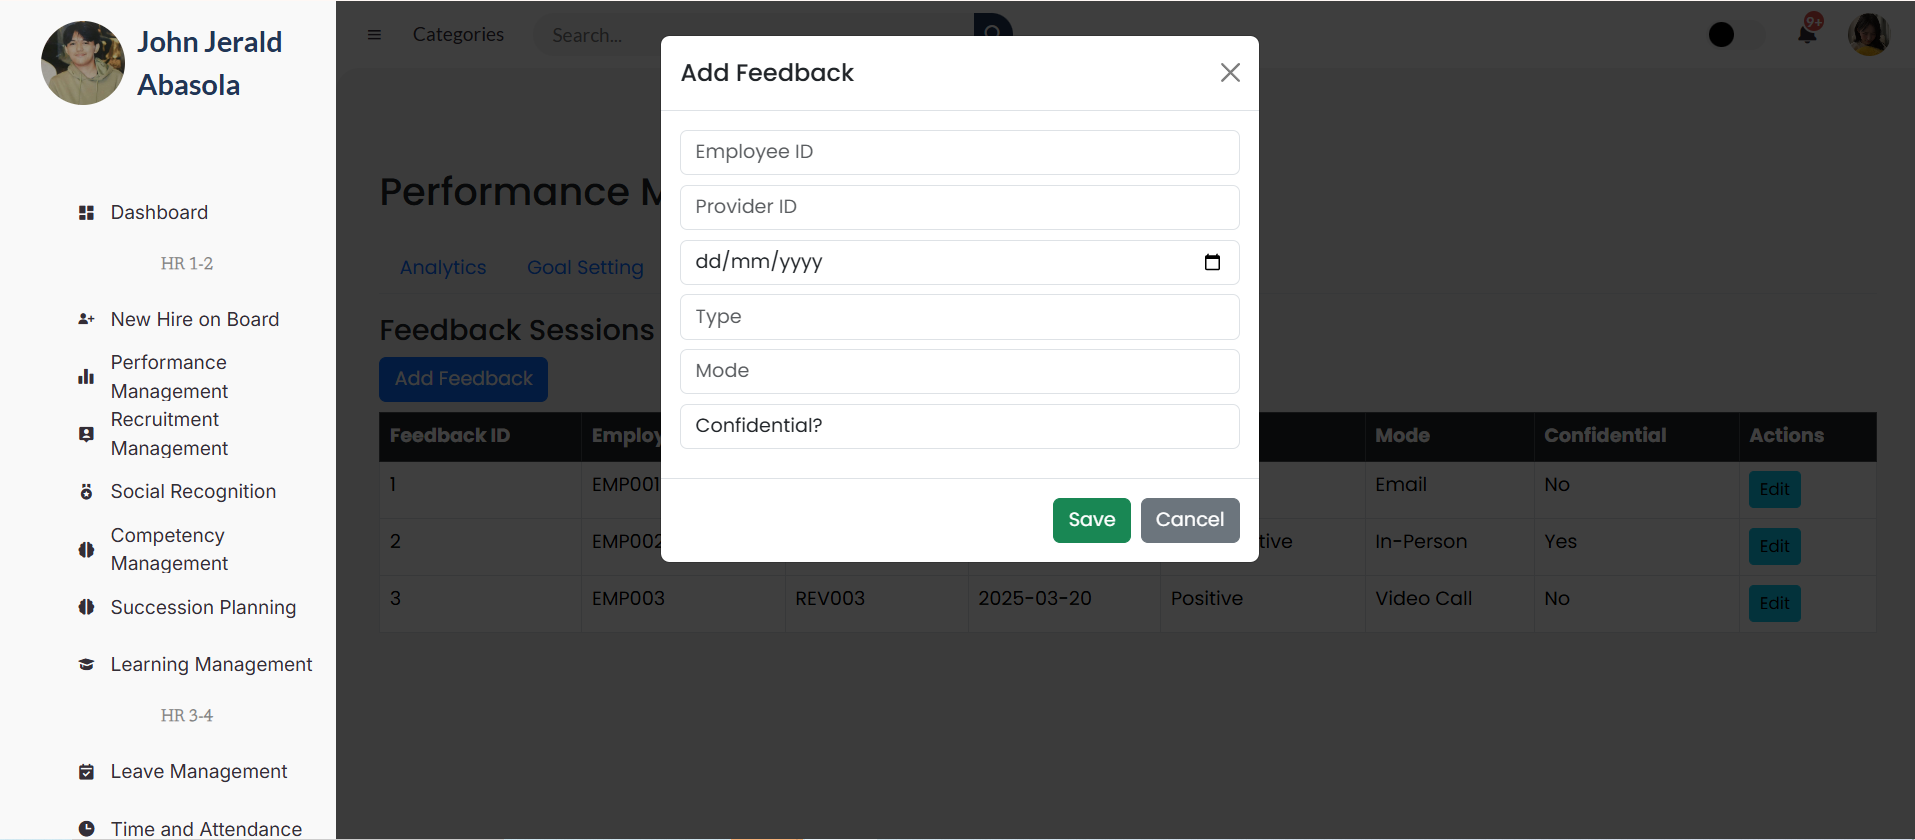 John Jerald
Abasola
Dashboard
HR 1-2
New Hire on Board
Performance
Management
Recruitment
Management
Social Recognition
Competency
Management
Succession Planning
Learning Management
HR 3-4
Leave Management
Time and Attendance
Categories
Search...
9+
Performance M
Analytics
Goal Setting
Feedback Sessions
Add Feedback
Feedback ID Employ Mode Confidential Actions
1 EMP001 Email No Edit
2 EMP002 tive In-Person Yes Edit
3 EMP003 REV003 2025-03-20 Positive Video Call No Edit
Add Feedback
Employee ID
Provider ID
dd/mm/yyyy
Type
Mode
Confidential?
Save
Cancel